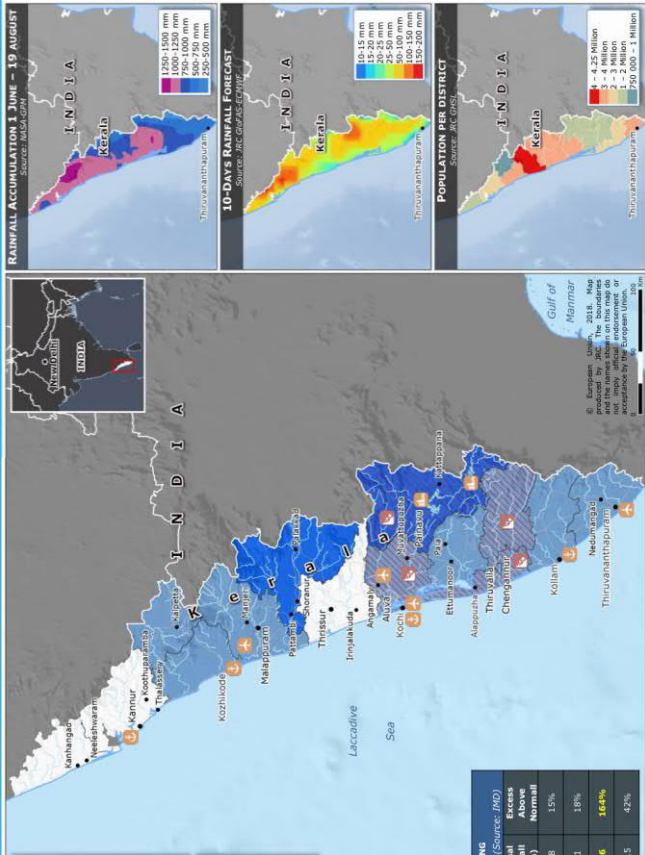 RAINFALL ACCUMULATION 1 JUNE – 19 AUGUST
Source: NASA-GPM
INDIA
Kerala
Thiruvananthapuram
1250-1500 mm
1000-1250 mm
750-1000 mm
500-750 mm
250-500 mm
10-DAYS RAINFALL FORECAST
Source: JRC GloFAS-ECMWF
INDIA
Kerala
Thiruvananthapuram
10-15 mm
15-20 mm
20-25 mm
25-50 mm
50-100 mm
100-150 mm
150-200 mm
POPULATION PER DISTRICT
Source: JRC GHSL
INDIA
Kerala
Thiruvananthapuram
4 – 4.25 Million
3 – 4 Million
2 – 3 Million
1 – 2 Million
750 000 – 1 Million
New Delhi
INDIA
INDIA
Kerala
Kanhangad
Neeleshwaram
Kannur
Koothuparamba
Thalassery
Kalpetta
Kozhikode
Manjeri
Malappuram
Pattambi
Shoranur
Palakkad
Thrissur
Irinjalakuda
Angamaly
Aluva
Kochi
Muvattupuzha
Painavu
Kattappana
Ettumanoor
Pala
Alappuzha
Thiruvalla
Chengannur
Kollam
Nedumangad
Thiruvananthapuram
Laccadive
Sea
Gulf of
Manmar
© European Union, 2018. Map
produced by JRC. The boundaries
and the names shown on this map do
not imply official endorsement or
acceptance by the European Union.
0 50 100
Km
NG
(Source: IMD)
Excess
Above
Normal
15%
18%
164%
42%